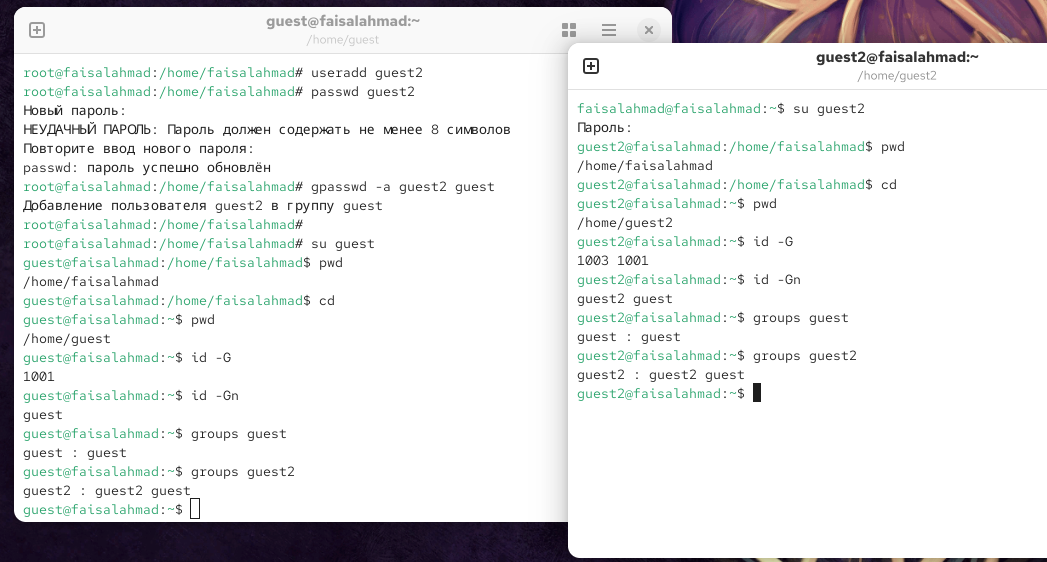 guest@faisalahmad:~
/home/guest
root@faisalahmad:/home/faisalahmad# useradd guest2
root@faisalahmad:/home/faisalahmad# passwd guest2
Новый пароль:
НЕУДАЧНЫЙ ПАРОЛЬ: Пароль должен содержать не менее 8 символов
Повторите ввод нового пароля:
passwd: пароль успешно обновлён
root@faisalahmad:/home/faisalahmad# gpasswd -a guest2 guest
Добавление пользователя guest2 в группу guest
root@faisalahmad:/home/faisalahmad#
root@faisalahmad:/home/faisalahmad# su guest
guest@faisalahmad:/home/faisalahmad$ pwd
/home/faisalahmad
guest@faisalahmad:/home/faisalahmad$ cd
guest@faisalahmad:~$ pwd
/home/guest
guest@faisalahmad:~$ id -G
1001
guest@faisalahmad:~$ id -Gn
guest
guest@faisalahmad:~$ groups guest
guest : guest
guest@faisalahmad:~$ groups guest2
guest2 : guest2 guest
guest@faisalahmad:~$
guest2@faisalahmad:~
/home/guest2
faisalahmad@faisalahmad:~$ su guest2
Пароль:
guest2@faisalahmad:/home/faisalahmad$ pwd
/home/faisalahmad
guest2@faisalahmad:/home/faisalahmad$ cd
guest2@faisalahmad:~$ pwd
/home/guest2
guest2@faisalahmad:~$ id -G
1003 1001
guest2@faisalahmad:~$ id -Gn
guest2 guest
guest2@faisalahmad:~$ groups guest
guest : guest
guest2@faisalahmad:~$ groups guest2
guest2 : guest2 guest
guest2@faisalahmad:~$